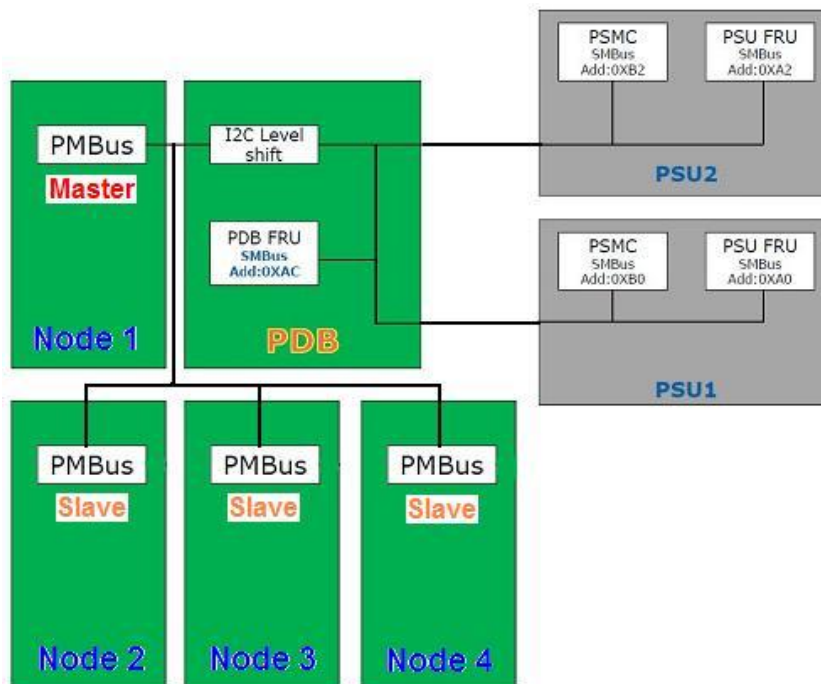 PSMC
SMBus
Add:0XB2
PSU FRU
SMBus
Add:0XA2
PSU2
PMBus
Master
Node 1
I2C Level
shift
PDB FRU
SMBus
Add:0XAC
PDB
PSMC
SMBus
Add:0XB0
PSU FRU
SMBus
Add:0XA0
PSU1
PMBus
Slave
Node 2
PMBus
Slave
Node 3
PMBus
Slave
Node 4